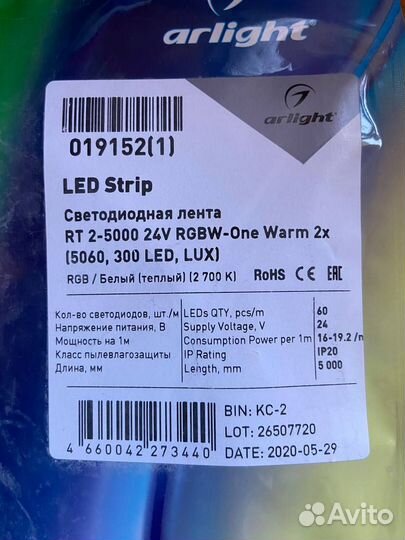 arlight
arlight
019152(1)
LED Strip
Светодиодная лента
RT 2-5000 24V RGBW-One Warm 2x
(5060, 300 LED, LUX)
RGB / Белый (теплый) (2 700 K) RoHS CE EAC
Кол-во светодиодов, шт./м LEDs QTY, pcs/m 60
Напряжение питания, В Supply Voltage, V 24
Мощность на 1м Consumption Power per 1m 16-19.2 /m
Класс пылевлагозащиты IP Rating IP20
Длина, мм Length, mm 5 000
BIN: KC-2
LOT: 26507720
4 660042 273440 DATE: 2020-05-29
Avito